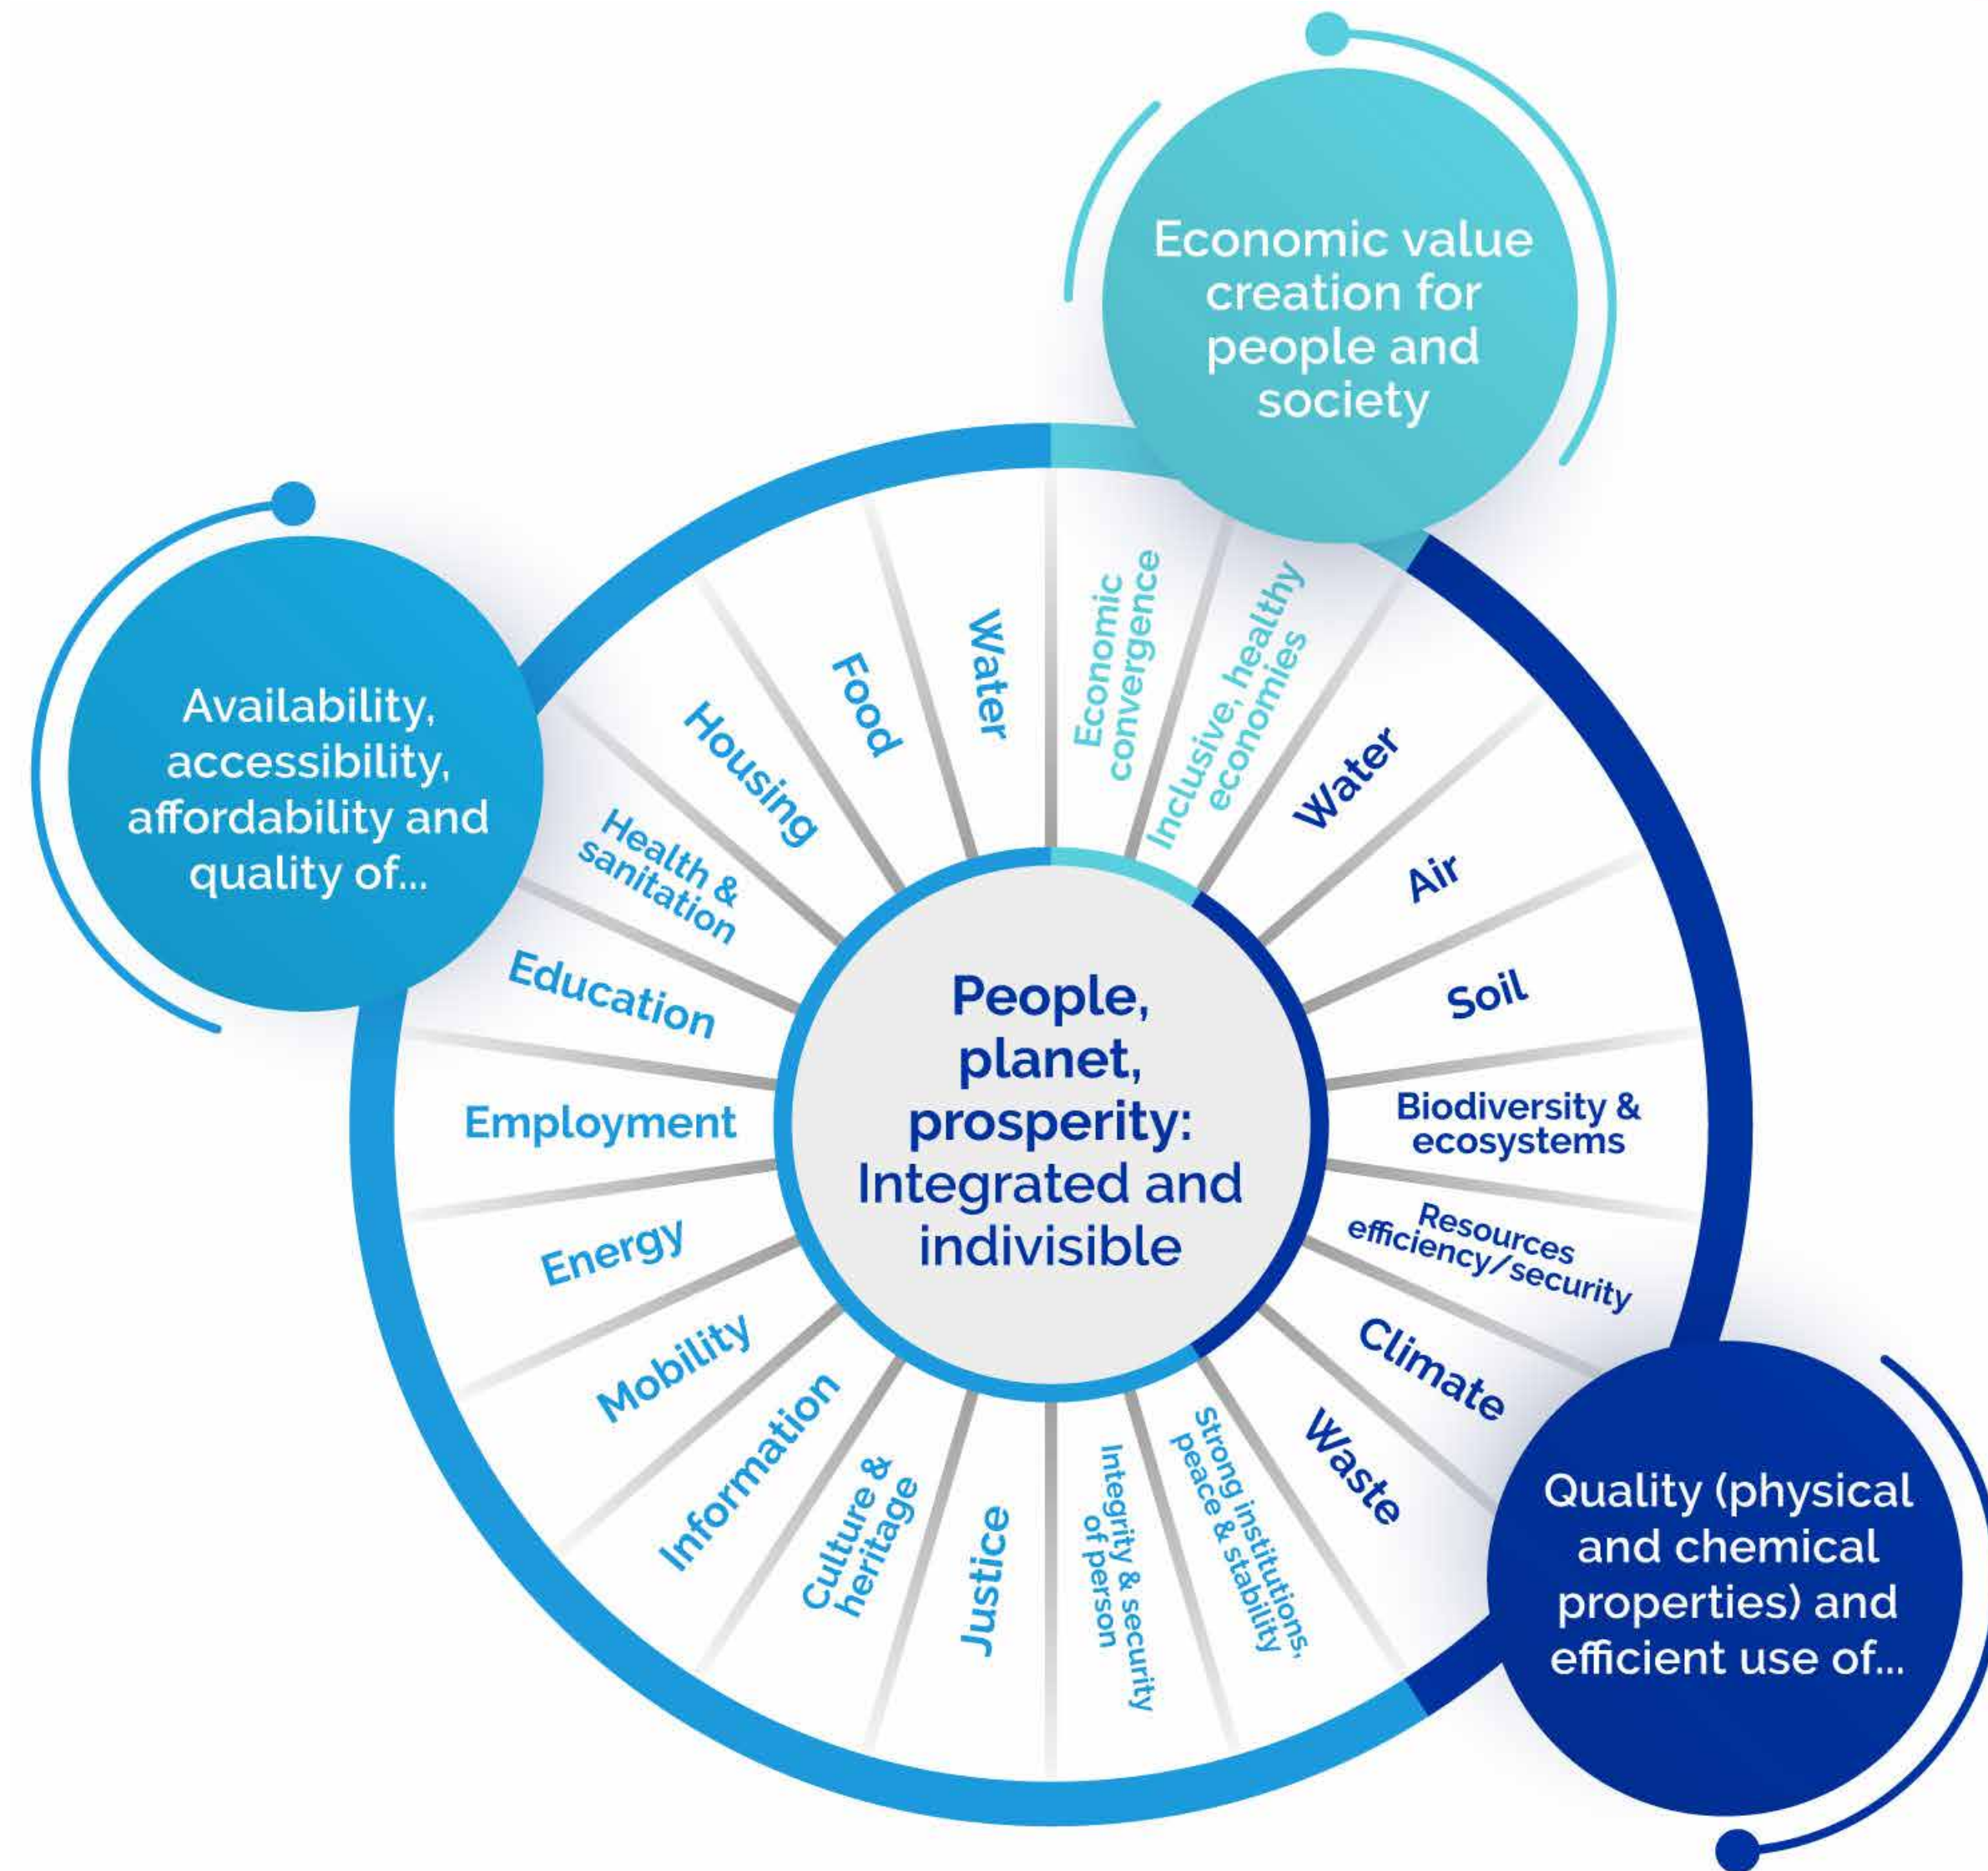 Economic value
creation for
people and
society
Availability,
accessibility,
affordability and
quality of...
Quality (physical
and chemical
properties) and
efficient use of...
People,
planet,
prosperity:
Integrated and
indivisible
Economic
convergence
Inclusive, healthy
economies
Water
Air
Soil
Biodiversity &
ecosystems
Resources
efficiency/security
Climate
Waste
Strong institutions,
peace & stability
Integrity & security
of person
Justice
Culture &
heritage
Information
Mobility
Energy
Employment
Education
Health &
sanitation
Housing
Food
Water